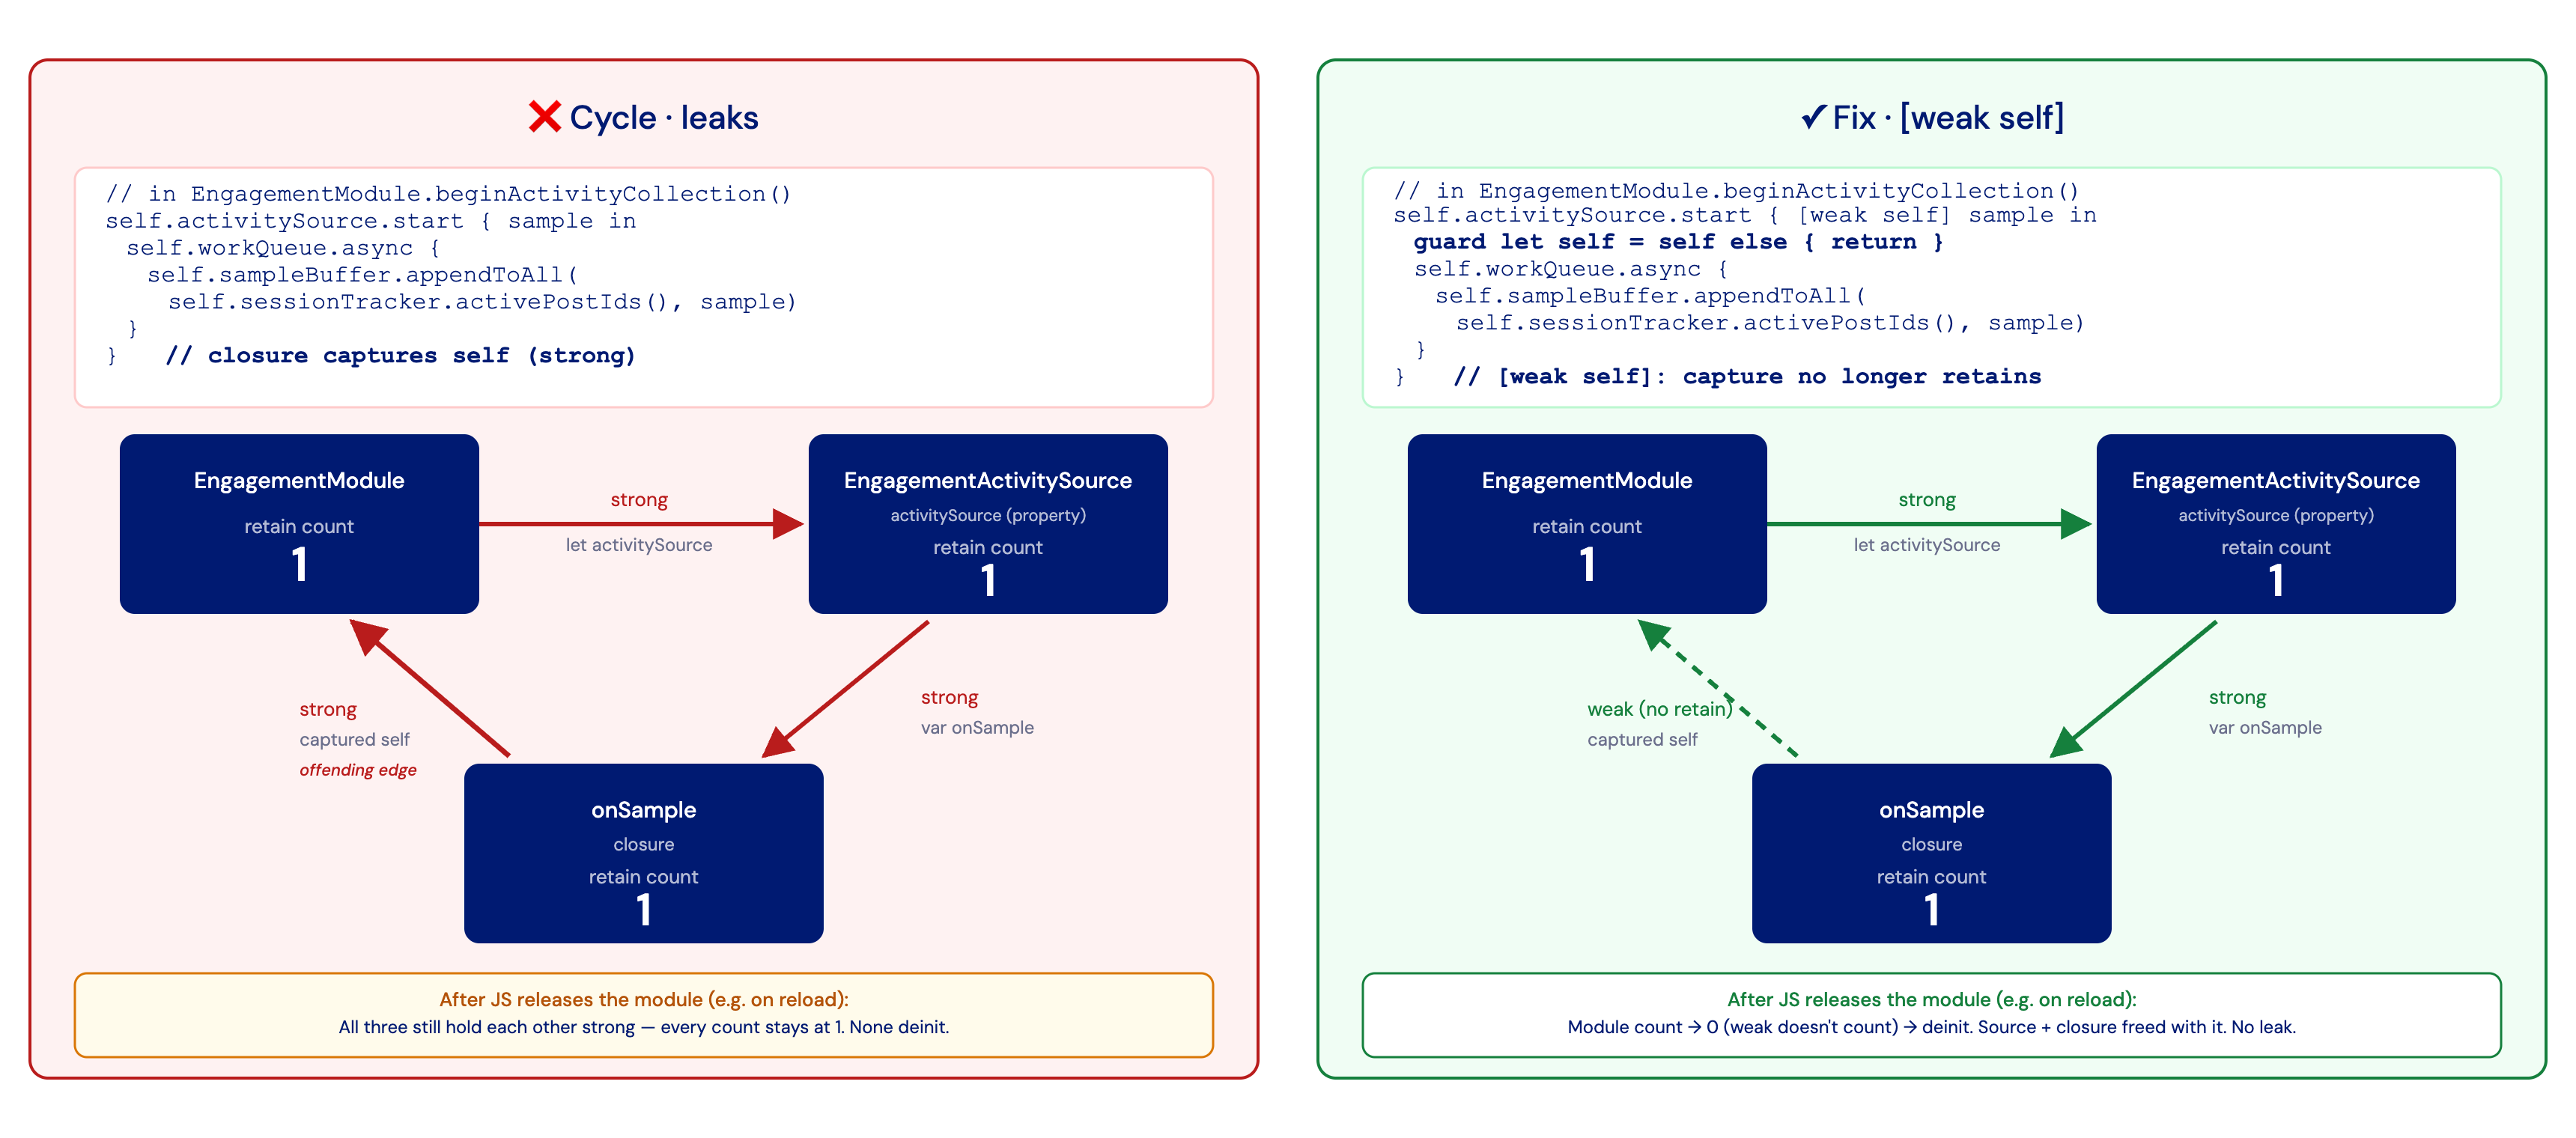 ❌ Cycle · leaks
// in EngagementModule.beginActivityCollection()
self.activitySource.start { sample in
self.workQueue.async {
self.sampleBuffer.appendToAll(
self.sessionTracker.activePostIds(), sample)
}
} // closure captures self (strong)
EngagementModule
retain count
1
strong
let activitySource
EngagementActivitySource
activitySource (property)
retain count
1
strong
captured self
offending edge
strong
var onSample
onSample
closure
retain count
1
After JS releases the module (e.g. on reload):
All three still hold each other strong — every count stays at 1. None deinit.
✓ Fix · [weak self]
// in EngagementModule.beginActivityCollection()
self.activitySource.start { [weak self] sample in
guard let self = self else { return }
self.workQueue.async {
self.sampleBuffer.appendToAll(
self.sessionTracker.activePostIds(), sample)
}
} // [weak self]: capture no longer retains
EngagementModule
retain count
1
strong
let activitySource
EngagementActivitySource
activitySource (property)
retain count
1
weak (no retain)
captured self
strong
var onSample
onSample
closure
retain count
1
After JS releases the module (e.g. on reload):
Module count → 0 (weak doesn't count) → deinit. Source + closure freed with it. No leak.